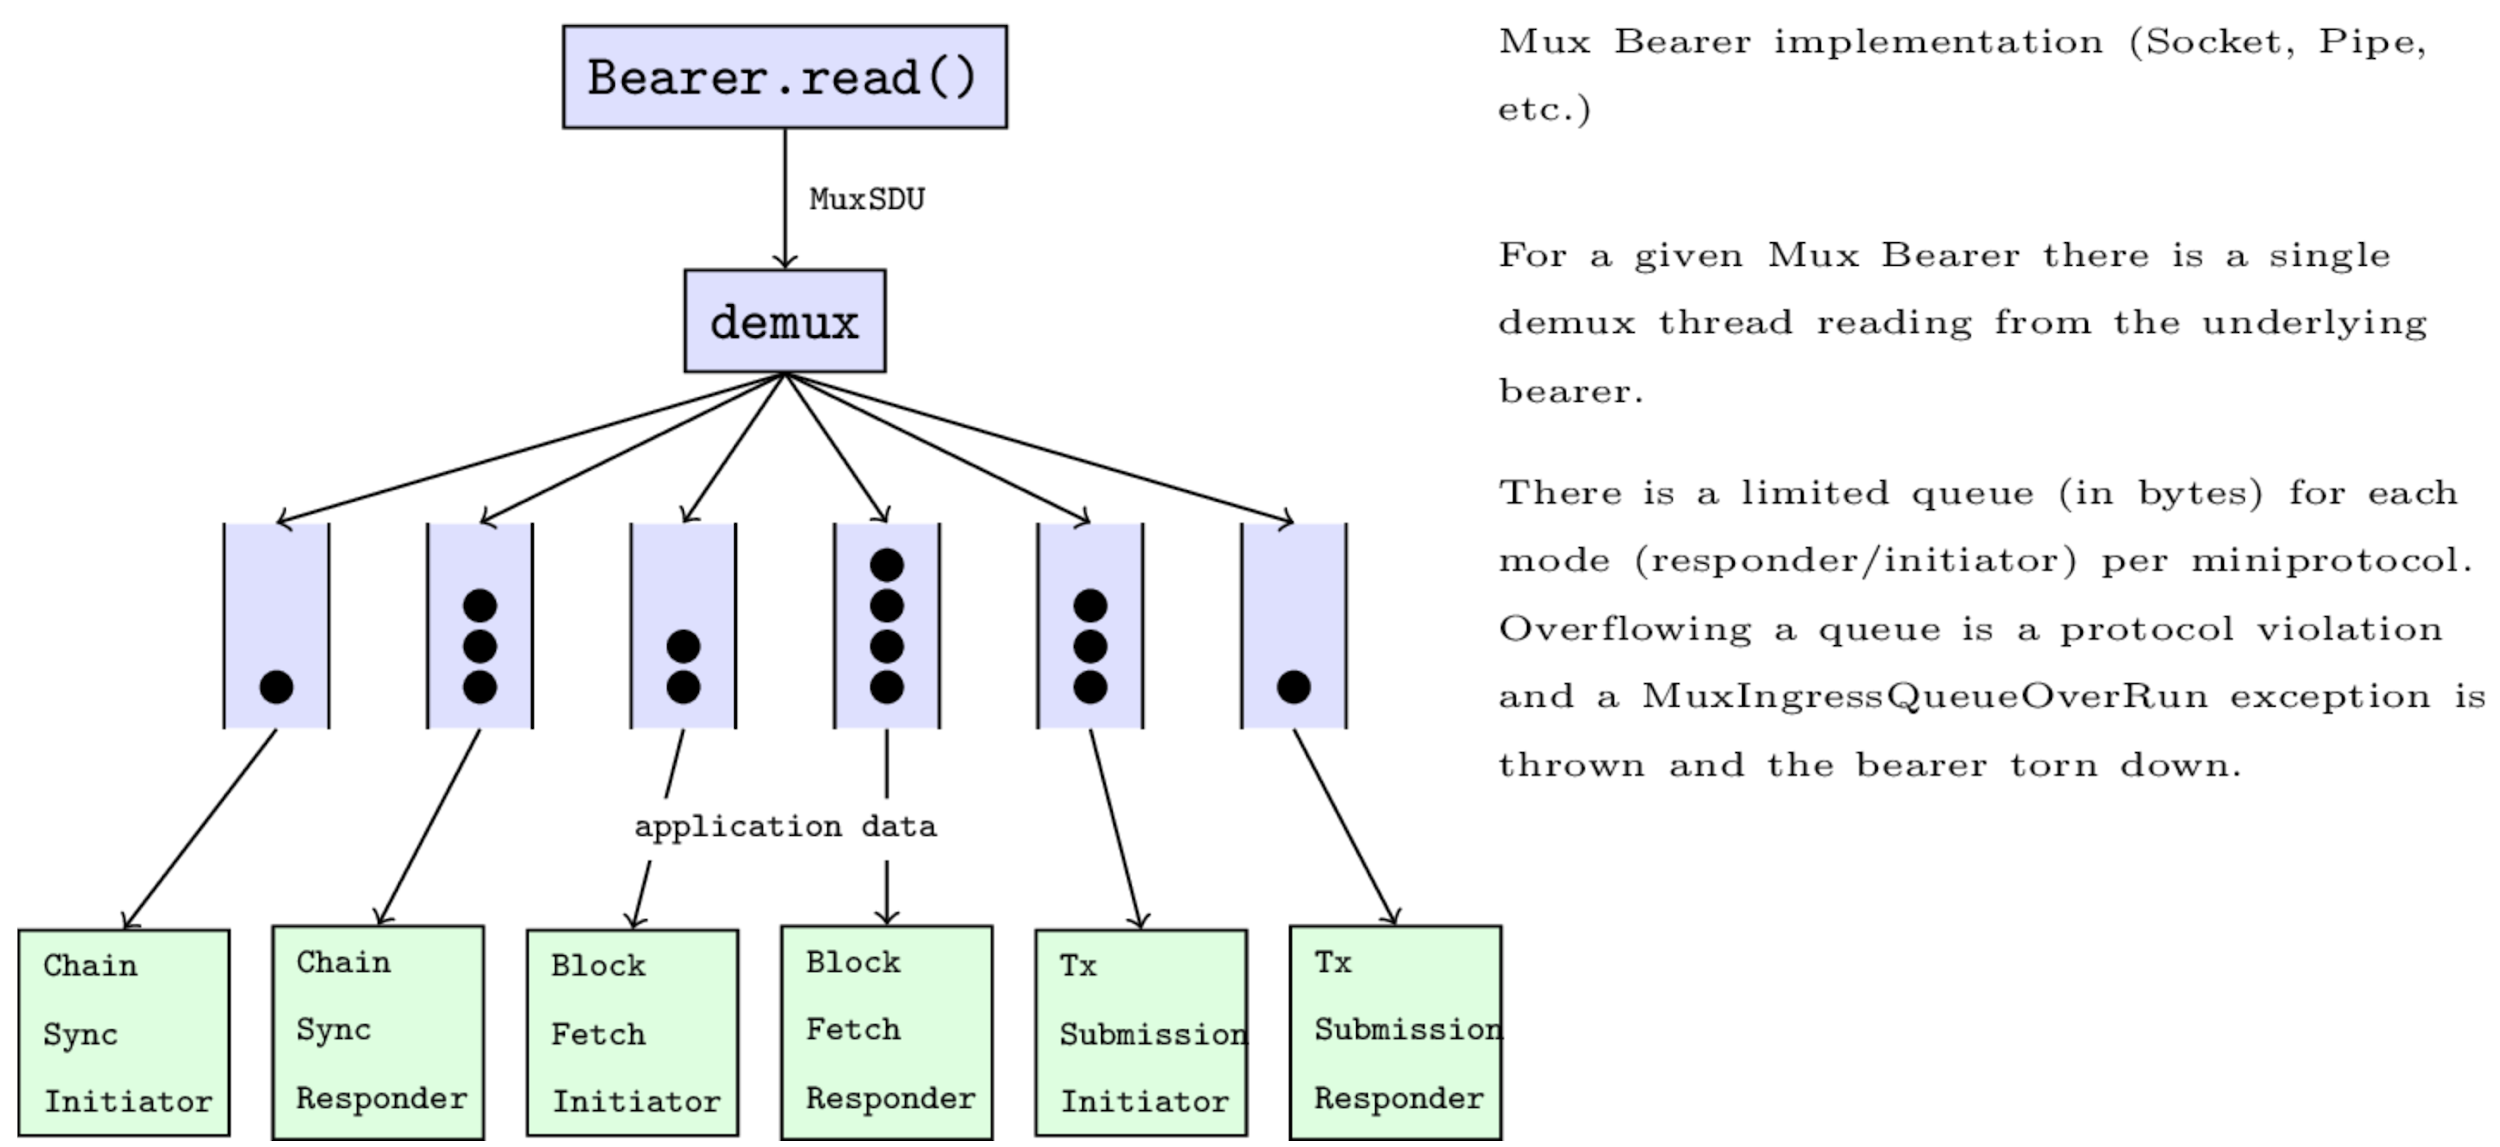 Bearer.read()
MuxSDU
demux
application data
Chain
Sync
Initiator
Chain
Sync
Responder
Block
Fetch
Initiator
Block
Fetch
Responder
Tx
Submission
Initiator
Tx
Submission
Responder
Mux Bearer implementation (Socket, Pipe,
etc.)
For a given Mux Bearer there is a single
demux thread reading from the underlying
bearer.
There is a limited queue (in bytes) for each
mode (responder/initiator) per miniprotocol.
Overflowing a queue is a protocol violation
and a MuxIngressQueueOverRun exception is
thrown and the bearer torn down.